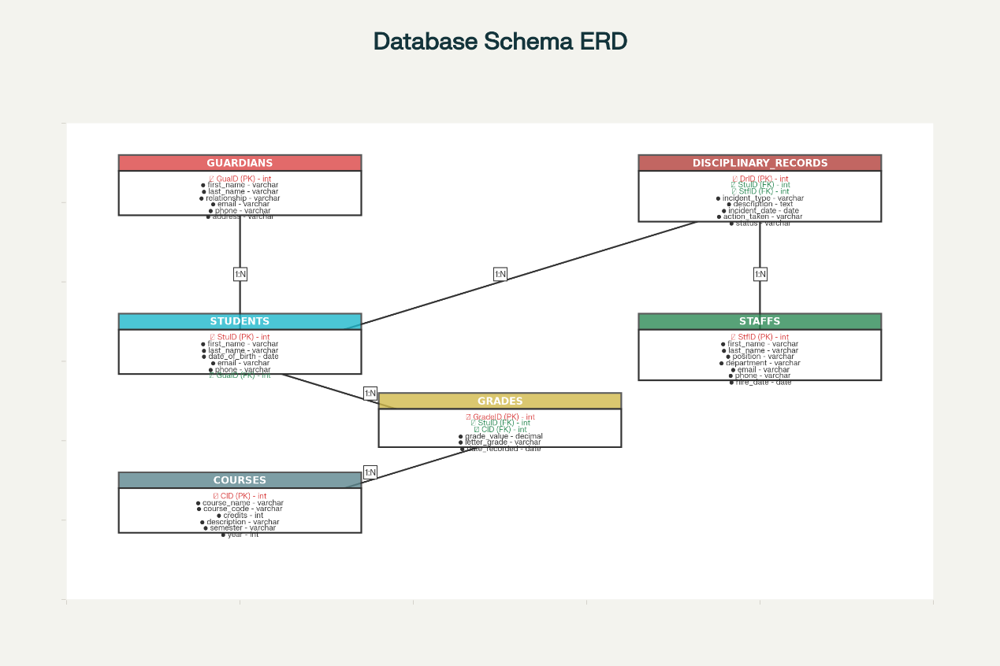 Database Schema ERD
GUARDIANS
GuaID (PK) - int
● first_name - varchar
● last_name - varchar
● relationship - varchar
● email - varchar
● phone - varchar
● address - varchar
DISCIPLINARY_RECORDS
DrID (PK) - int
StuID (FK) - int
StfID (FK) - int
● incident_type - varchar
● description - text
● incident_date - date
● action_taken - varchar
● status - varchar
1:N
1:N
1:N
STUDENTS
StuID (PK) - int
● first_name - varchar
● last_name - varchar
● date_of_birth - date
● email - varchar
● phone - varchar
GuaID (FK) - int
STAFFS
StfID (PK) - int
● first_name - varchar
● last_name - varchar
● position - varchar
● department - varchar
● email - varchar
● phone - varchar
● hire_date - date
1:N
GRADES
GradeID (PK) - int
StuID (FK) - int
CID (FK) - int
● grade_value - decimal
● letter_grade - varchar
● date_recorded - date
1:N
COURSES
CID (PK) - int
● course_name - varchar
● course_code - varchar
● credits - int
● description - varchar
● semester - varchar
● year - int